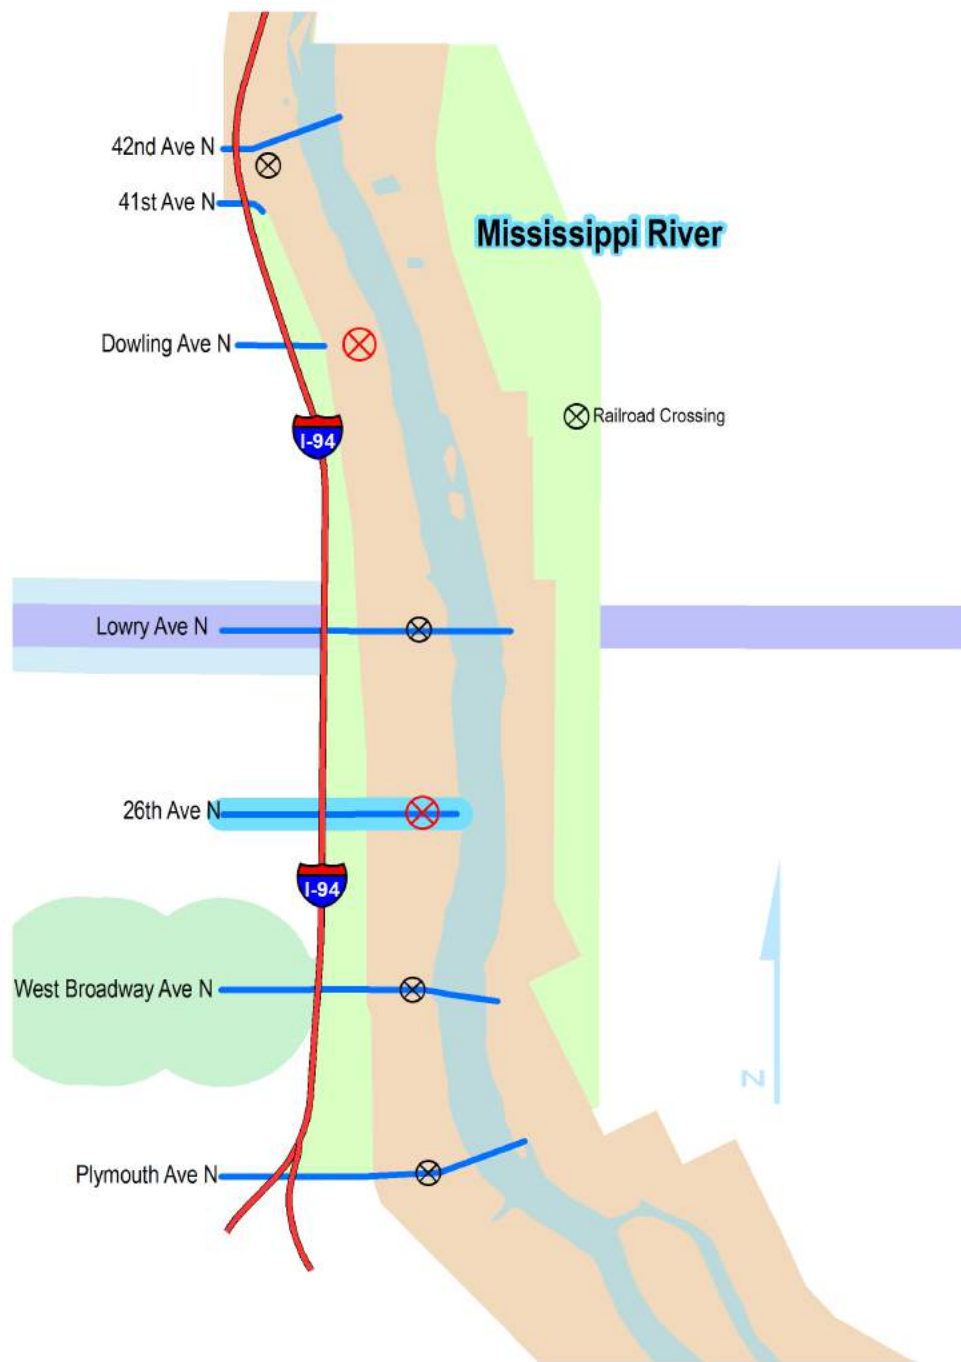 42nd Ave N
41st Ave N
Mississippi River
Dowling Ave N
Railroad Crossing
I-94
Lowry Ave N
26th Ave N
I-94
West Broadway Ave N
N
Plymouth Ave N